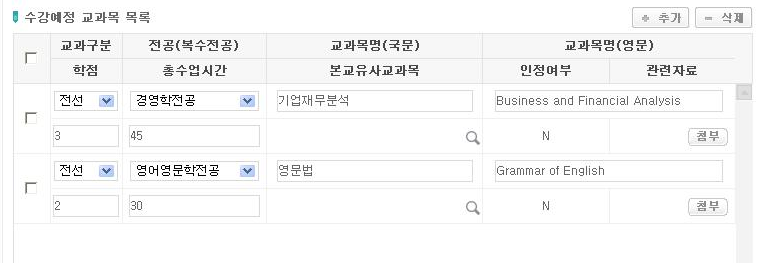 수강예정 교과목 목록 + 추가 - 삭제
교과구분 전공(복수전공) 교과목명(국문) 교과목명(영문)
학점 총수업시간 본교유사교과목 인정여부 관련자료
전선 경영학전공 기업재무분석 Business and Financial Analysis
3 45 N 첨부
전선 영어영문학전공 영문법 Grammar of English
2 30 N 첨부